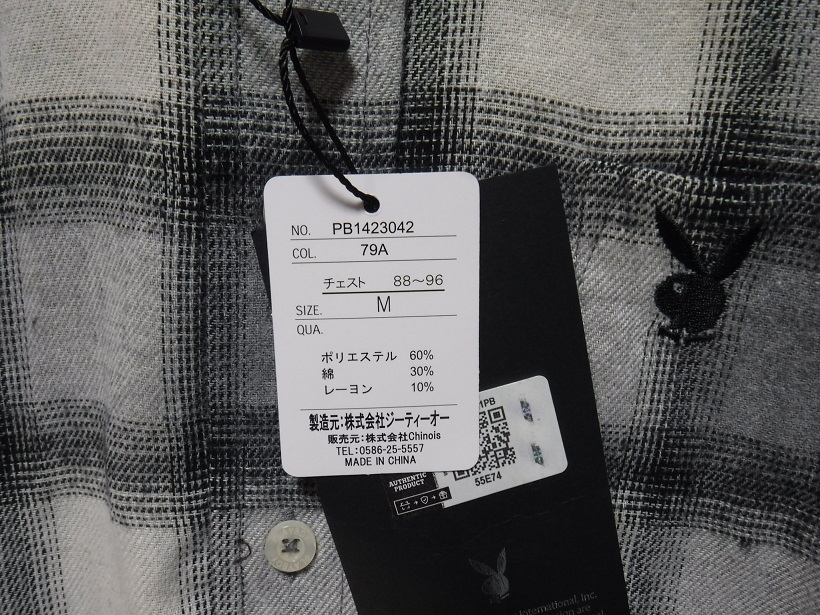 NO. PB1423042
COL. 79A
チェスト 88～96
SIZE. M
QUA.
ポリエステル 60%
綿 30%
レーヨン 10%
製造元:株式会社ジーティーオー
販売元:株式会社Chinois
TEL:0586-25-5557
MADE IN CHINA
1PB
55E74
AUTHENTIC
PRODUCT
International, Inc.